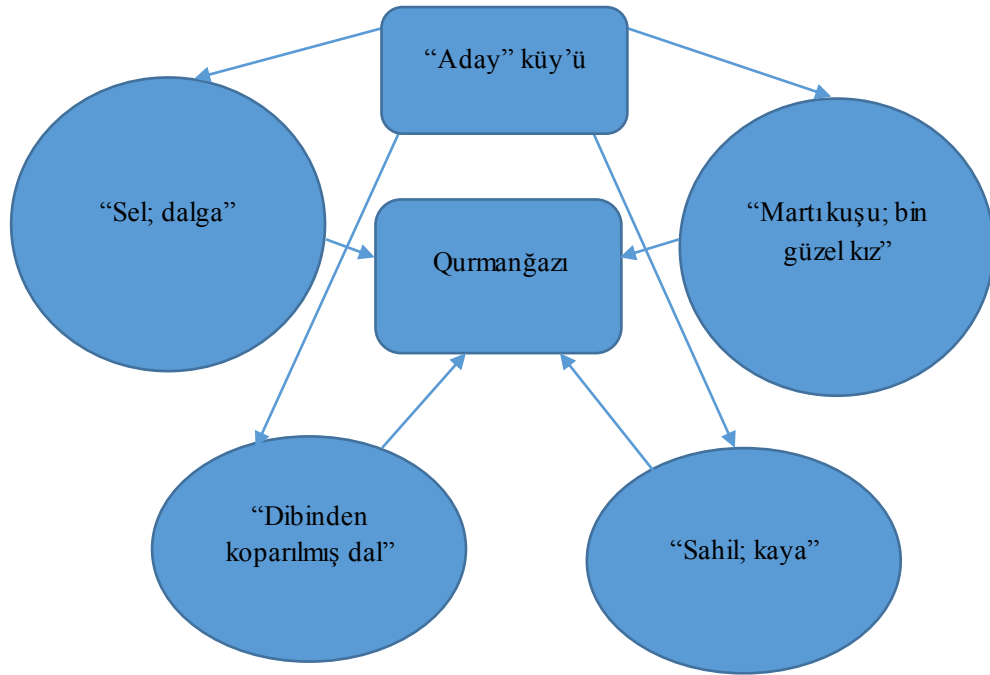 “Aday” küy’ü
“Sel; dalga”
“Martı kuşu; bin
güzel kız”
Qurmanğazı
“Dibinden
koparılmış dal”
“Sahil; kaya”